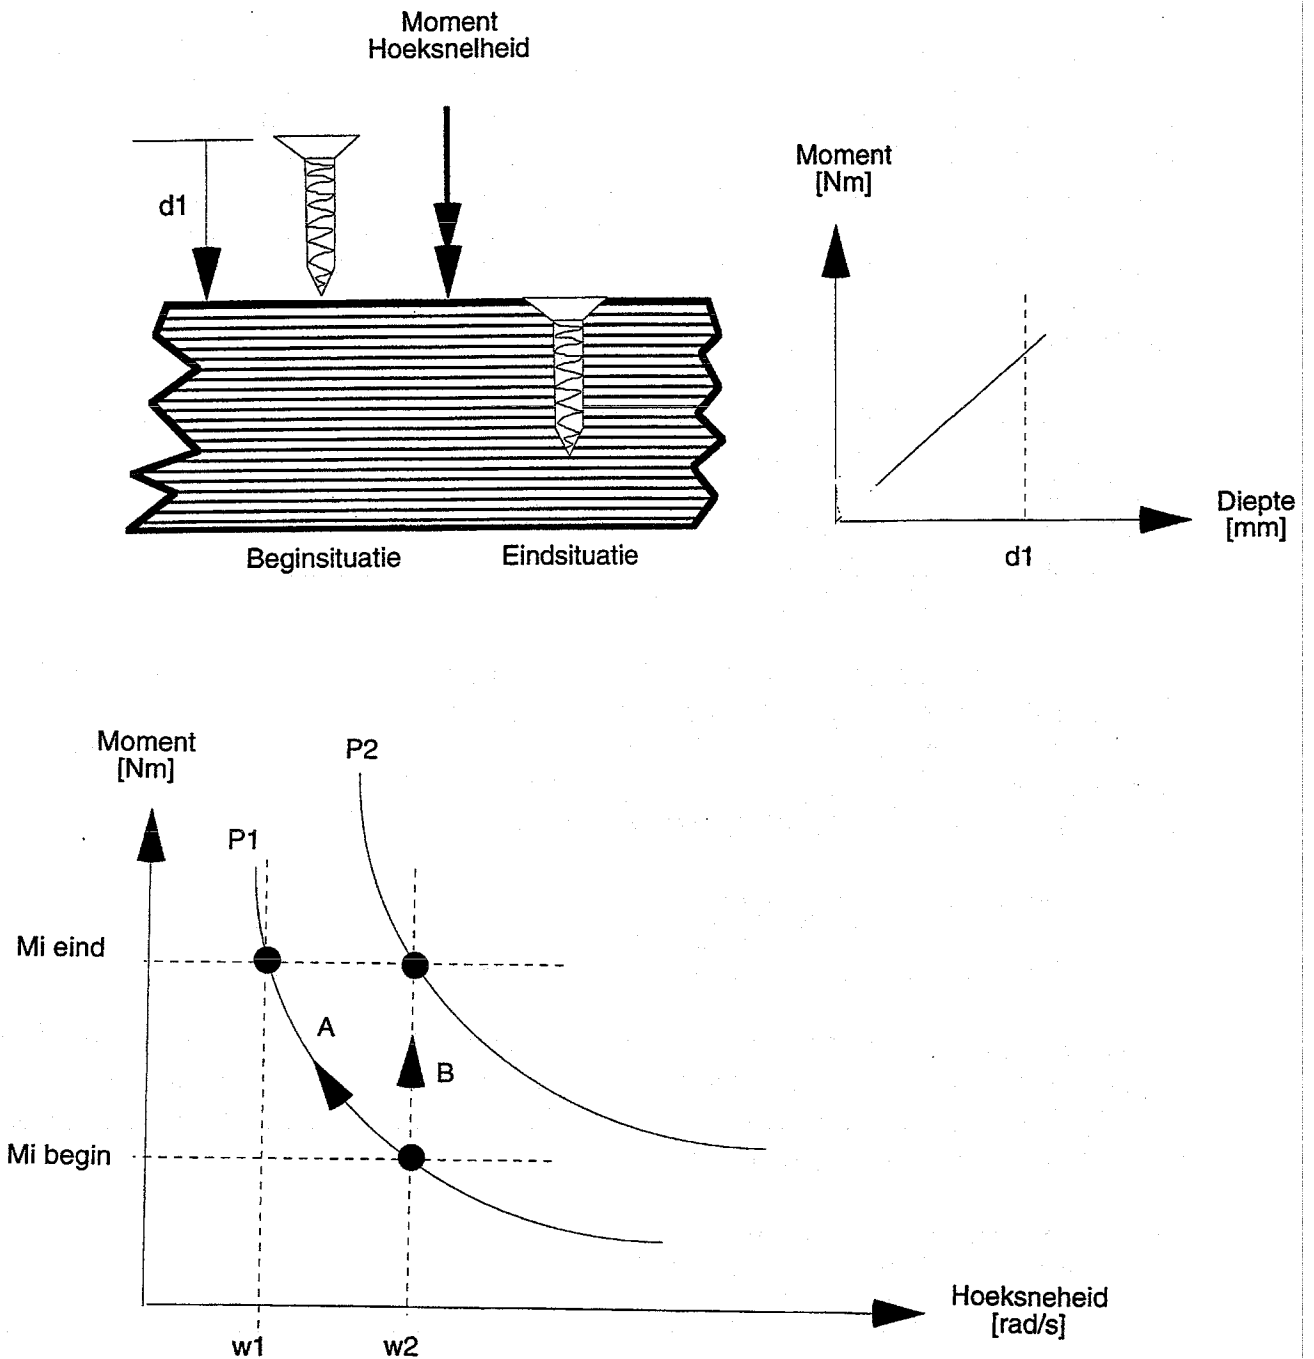 Moment
Hoeksnelheid
d1
Moment
[Nm]
Diepte
[mm]
d1
Beginsituatie
Eindsituatie
Moment
[Nm]
P2
P1
Mi eind
A
B
Mi begin
Hoeksneheid
[rad/s]
w1
w2